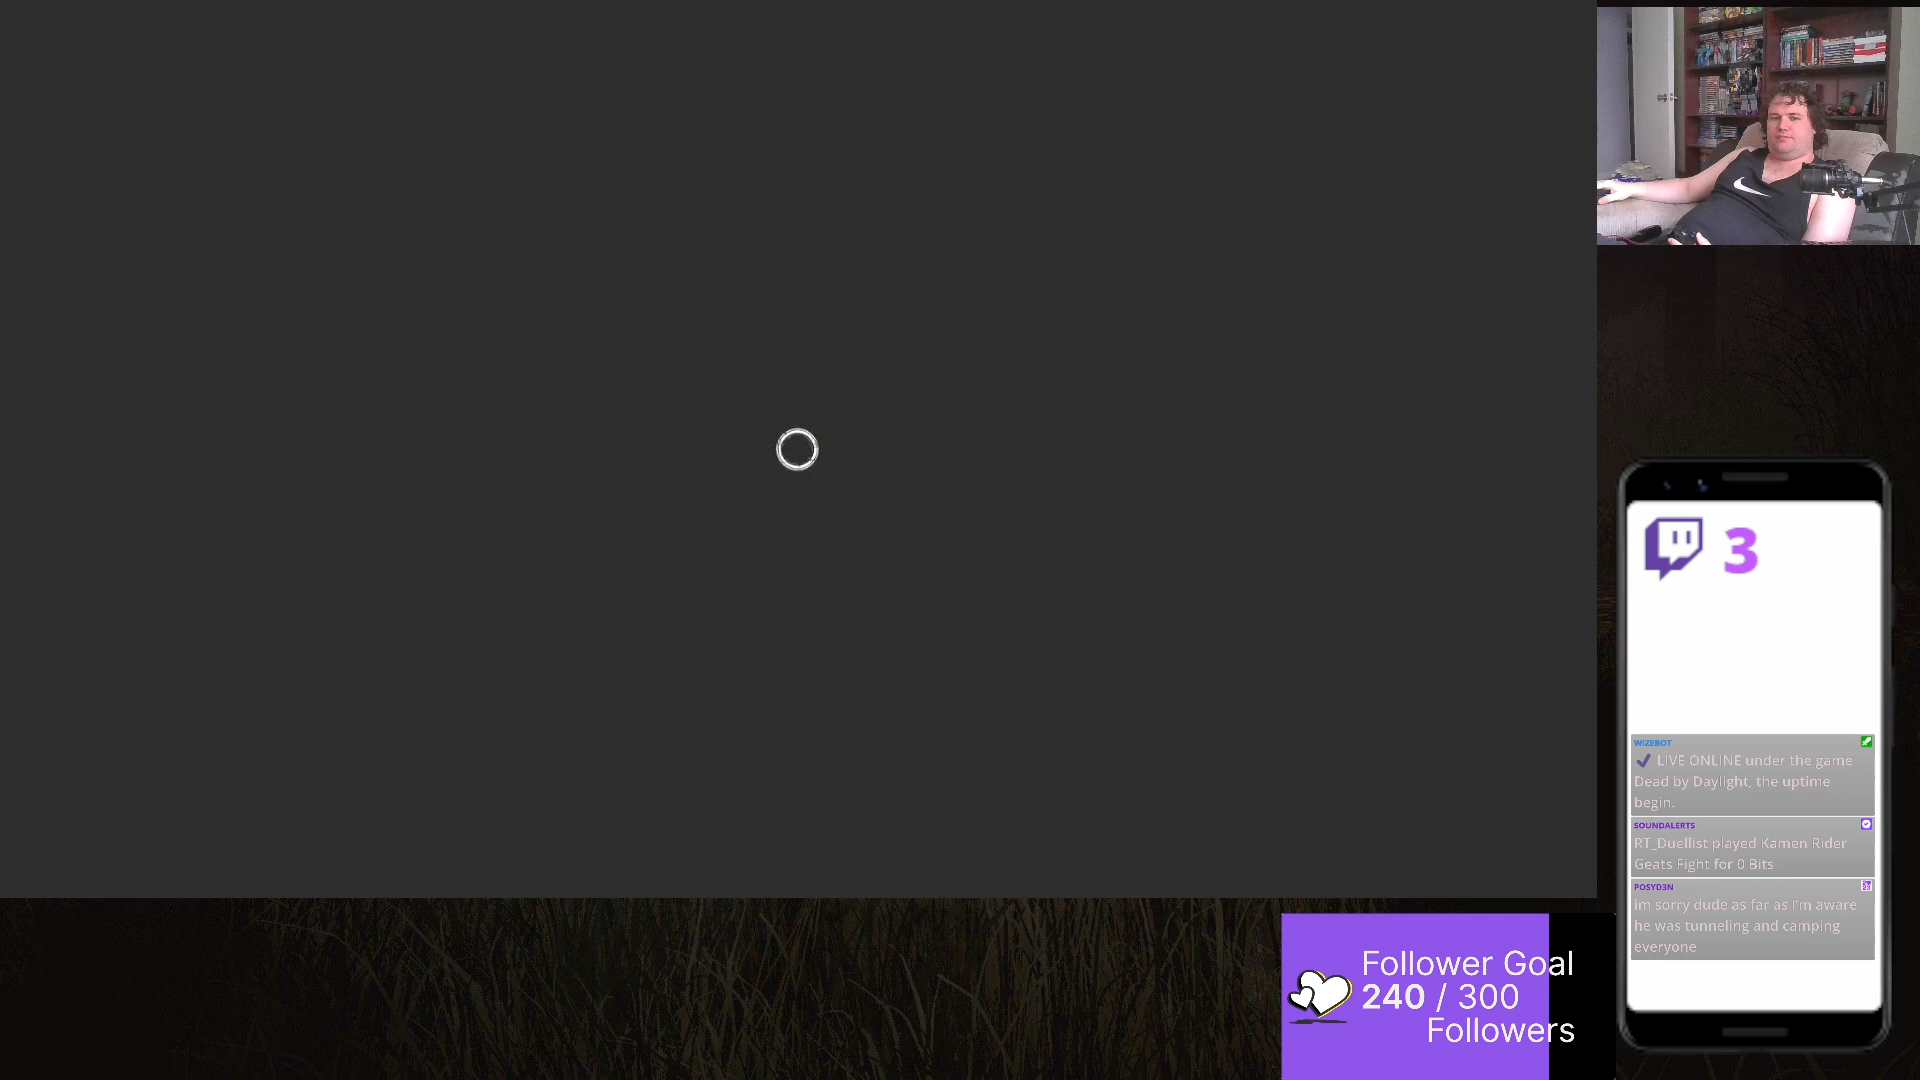 3
WIZEBOT
LIVE ONLINE under the game
Dead by Daylight, the uptime
begin.
SOUNDALERTS
RT_Duellist played Kamen Rider
Geats Fight for 0 Bits
POSYD3N
im sorry dude as far as I'm aware
he was tunneling and camping
everyone
Follower Goal
240 / 300
Followers